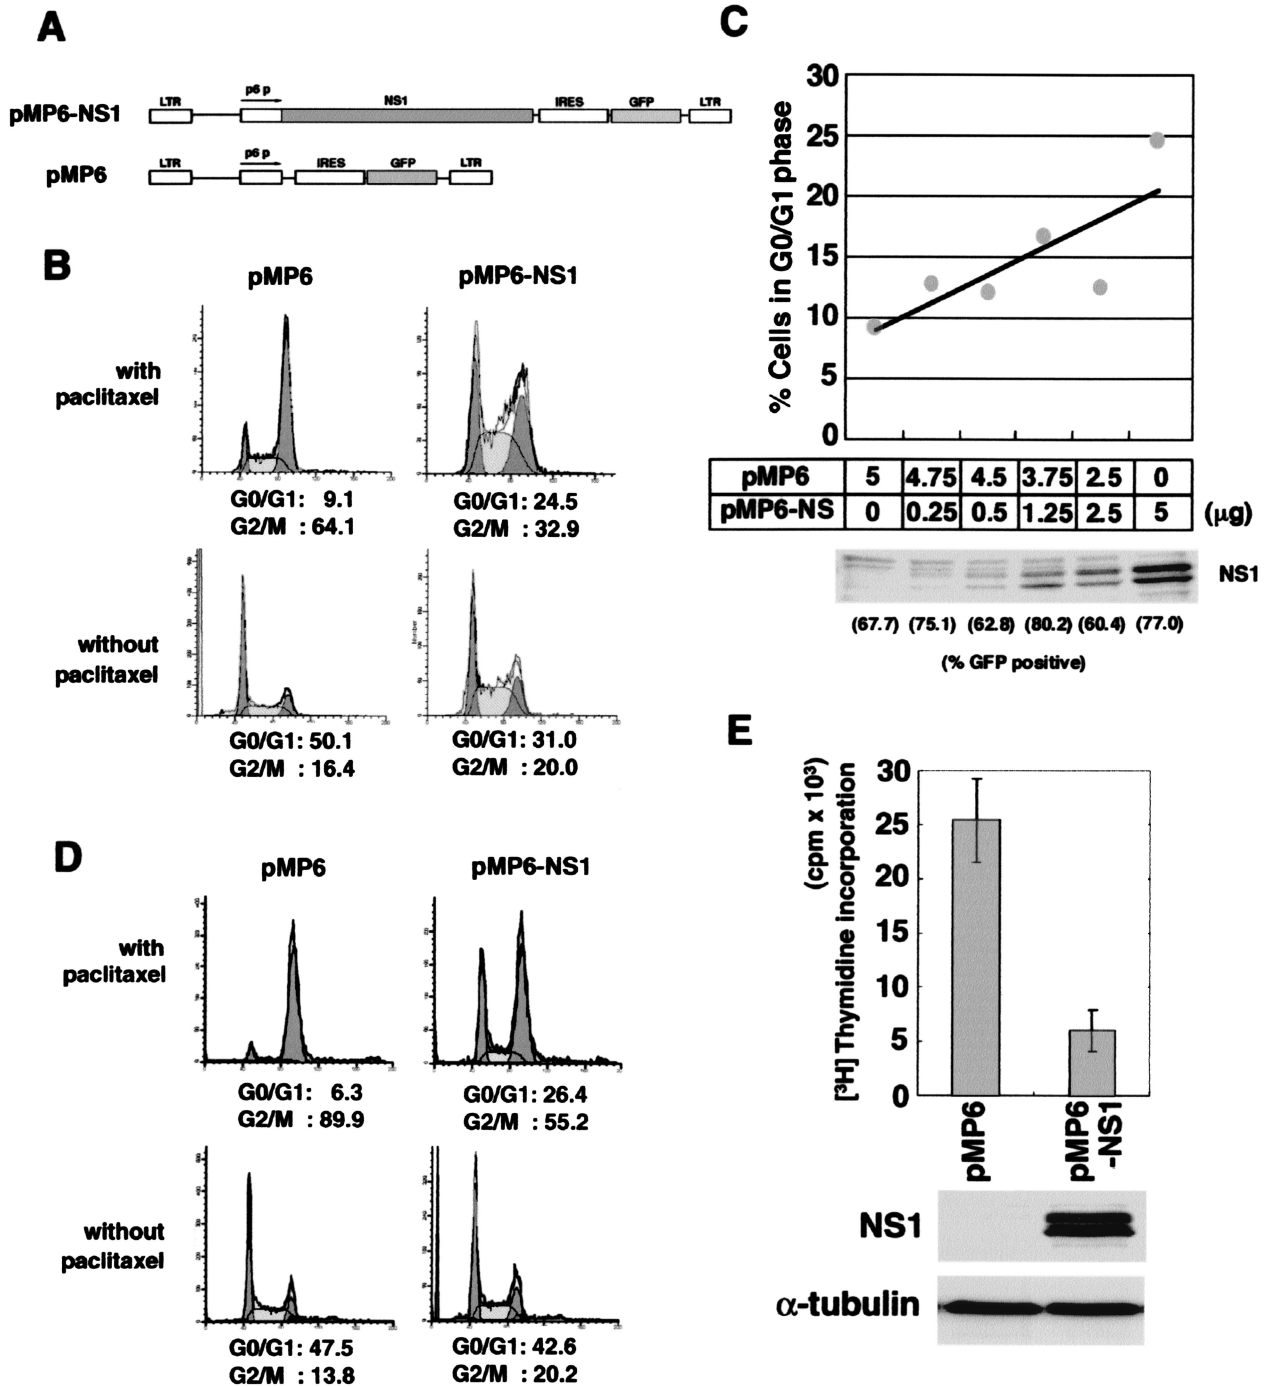 A
pMP6-NS1
LTR p6 p NS1 IRES GFP LTR
pMP6
LTR p6 p IRES GFP LTR
B
pMP6 pMP6-NS1
with
paclitaxel
G0/G1: 9.1
G2/M : 64.1
G0/G1: 24.5
G2/M : 32.9
without
paclitaxel
G0/G1: 50.1
G2/M : 16.4
Number
G0/G1: 31.0
G2/M : 20.0
C
% Cells in G0/G1 phase
30
25
20
15
10
5
0
pMP6 5 4.75 4.5 3.75 2.5 0
pMP6-NS 0 0.25 0.5 1.25 2.5 5 (μg)
NS1
(67.7) (75.1) (62.8) (80.2) (60.4) (77.0)
(% GFP positive)
D
pMP6 pMP6-NS1
with
paclitaxel
G0/G1: 6.3
G2/M : 89.9
G0/G1: 26.4
G2/M : 55.2
without
paclitaxel
G0/G1: 47.5
G2/M : 13.8
G0/G1: 42.6
G2/M : 20.2
E
[³H] Thymidine incorporation
(cpm x 10³)
30
25
20
15
10
5
0
pMP6
pMP6
-NS1
NS1
α-tubulin